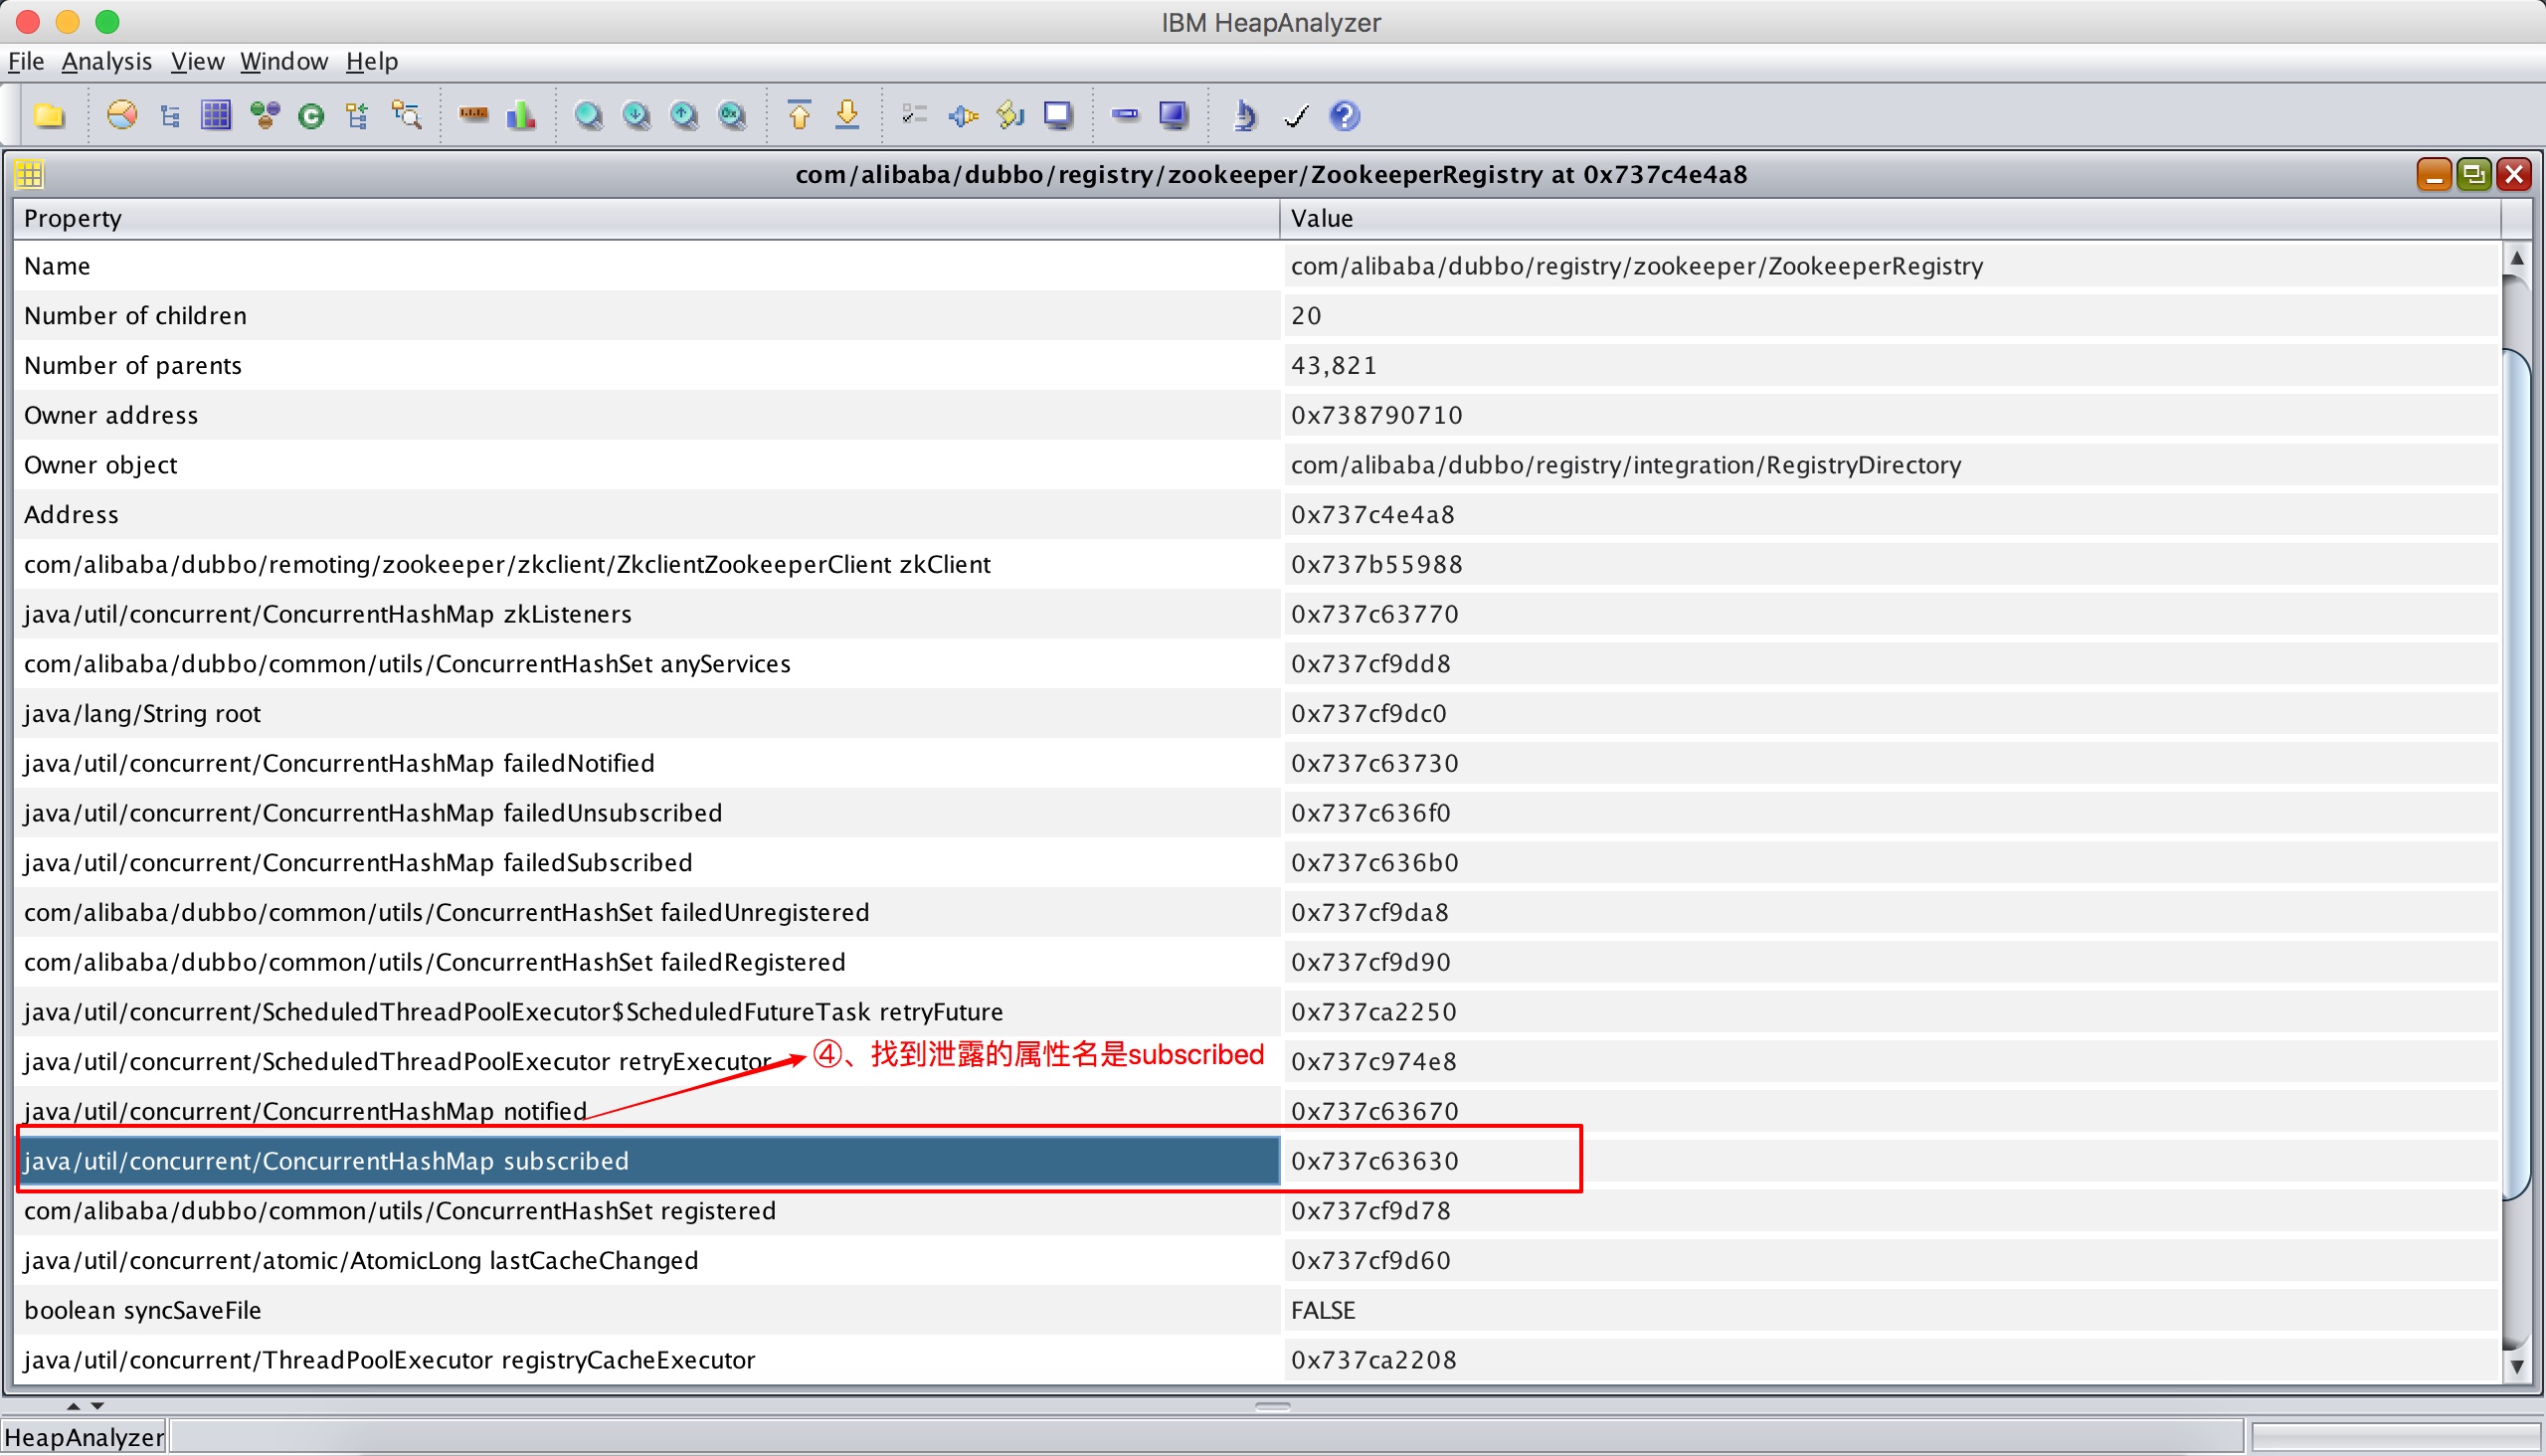 IBM HeapAnalyzer
File Analysis View Window Help
com/alibaba/dubbo/registry/zookeeper/ZookeeperRegistry at 0x737c4e4a8
Property Value
Name com/alibaba/dubbo/registry/zookeeper/ZookeeperRegistry
Number of children 20
Number of parents 43,821
Owner address 0x738790710
Owner object com/alibaba/dubbo/registry/integration/RegistryDirectory
Address 0x737c4e4a8
com/alibaba/dubbo/remoting/zookeeper/zkclient/ZkclientZookeeperClient zkClient 0x737b55988
java/util/concurrent/ConcurrentHashMap zkListeners 0x737c63770
com/alibaba/dubbo/common/utils/ConcurrentHashSet anyServices 0x737cf9dd8
java/lang/String root 0x737cf9dc0
java/util/concurrent/ConcurrentHashMap failedNotified 0x737c63730
java/util/concurrent/ConcurrentHashMap failedUnsubscribed 0x737c636f0
java/util/concurrent/ConcurrentHashMap failedSubscribed 0x737c636b0
com/alibaba/dubbo/common/utils/ConcurrentHashSet failedUnregistered 0x737cf9da8
com/alibaba/dubbo/common/utils/ConcurrentHashSet failedRegistered 0x737cf9d90
java/util/concurrent/ScheduledThreadPoolExecutor$ScheduledFutureTask retryFuture 0x737ca2250
java/util/concurrent/ScheduledThreadPoolExecutor retryExecutor ④、找到泄露的属性名是subscribed 0x737c974e8
java/util/concurrent/ConcurrentHashMap notified 0x737c63670
java/util/concurrent/ConcurrentHashMap subscribed 0x737c63630
com/alibaba/dubbo/common/utils/ConcurrentHashSet registered 0x737cf9d78
java/util/concurrent/atomic/AtomicLong lastCacheChanged 0x737cf9d60
boolean syncSaveFile FALSE
java/util/concurrent/ThreadPoolExecutor registryCacheExecutor 0x737ca2208
HeapAnalyzer